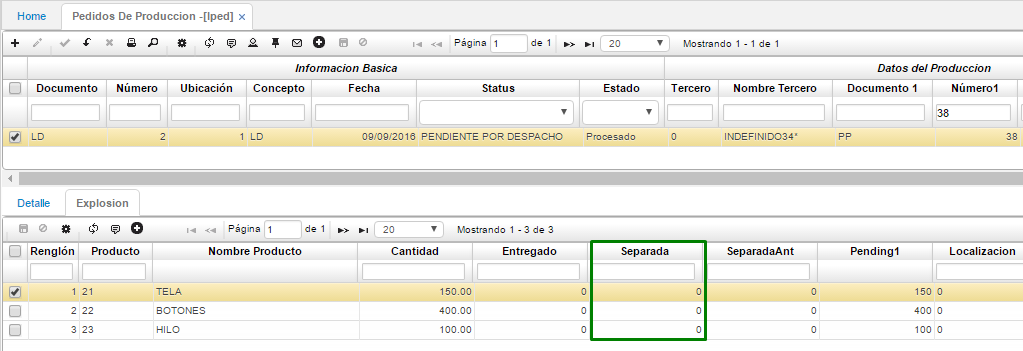 Home Pedidos De Produccion -[lped] ×
Página 1 de 1 20 Mostrando 1 - 1 de 1
Informacion Basica Datos del Produccion
Documento Número Ubicación Concepto Fecha Status Estado Tercero Nombre Tercero Documento 1 Número1
38
LD 2 1 LD 09/09/2016 PENDIENTE POR DESPACHO Procesado 0 INDEFINIDO34* PP 38
Detalle Explosion
Página 1 de 1 20 Mostrando 1 - 3 de 3
Renglón Producto Nombre Producto Cantidad Entregado Separada SeparadaAnt Pending1 Localizacion
1 21 TELA 150.00 0 0 0 150 0
2 22 BOTONES 400.00 0 0 0 400 0
3 23 HILO 100.00 0 0 0 100 0